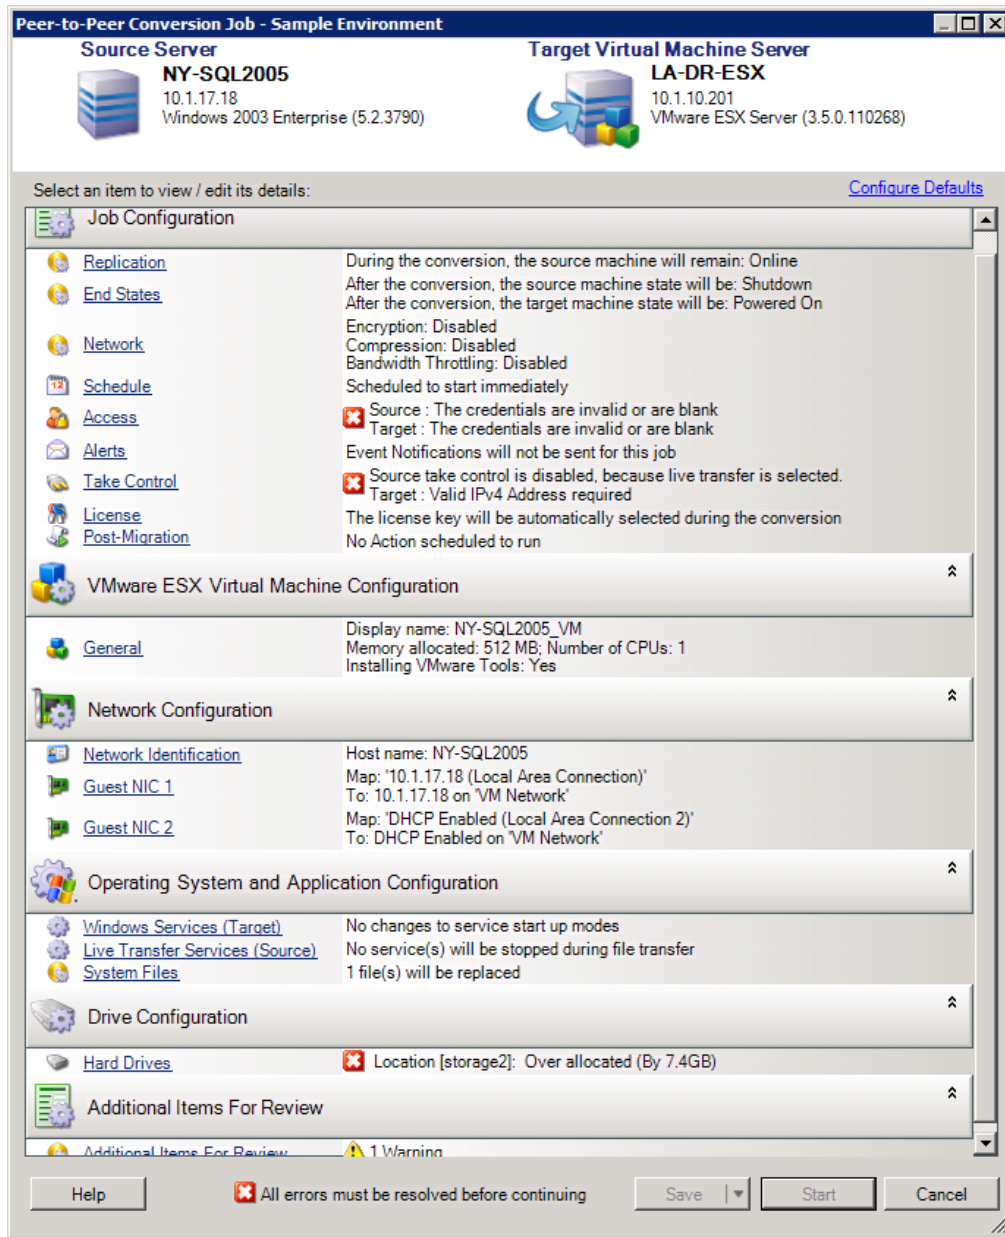 Peer-to-Peer Conversion Job - Sample Environment
Source Server
NY-SQL2005
10.1.17.18
Windows 2003 Enterprise (5.2.3790)
Target Virtual Machine Server
LA-DR-ESX
10.1.10.201
VMware ESX Server (3.5.0.110268)
Select an item to view / edit its details:
Configure Defaults
Job Configuration
Replication
During the conversion, the source machine will remain: Online
End States
After the conversion, the source machine state will be: Shutdown
After the conversion, the target machine state will be: Powered On
Network
Encryption: Disabled
Compression: Disabled
Bandwidth Throttling: Disabled
Schedule
Scheduled to start immediately
Access
Source : The credentials are invalid or are blank
Target : The credentials are invalid or are blank
Alerts
Event Notifications will not be sent for this job
Take Control
Source take control is disabled, because live transfer is selected.
Target : Valid IPv4 Address required
License
The license key will be automatically selected during the conversion
Post-Migration
No Action scheduled to run
VMware ESX Virtual Machine Configuration
General
Display name: NY-SQL2005_VM
Memory allocated: 512 MB; Number of CPUs: 1
Installing VMware Tools: Yes
Network Configuration
Network Identification
Host name: NY-SQL2005
Guest NIC 1
Map: '10.1.17.18 (Local Area Connection)'
To: 10.1.17.18 on 'VM Network'
Guest NIC 2
Map: 'DHCP Enabled (Local Area Connection 2)'
To: DHCP Enabled on 'VM Network'
Operating System and Application Configuration
Windows Services (Target)
No changes to service start up modes
Live Transfer Services (Source)
No service(s) will be stopped during file transfer
System Files
1 file(s) will be replaced
Drive Configuration
Hard Drives
Location [storage2]: Over allocated (By 7.4GB)
Additional Items For Review
Additional Items For Review
1 Warning
Help
All errors must be resolved before continuing
Save
Start
Cancel